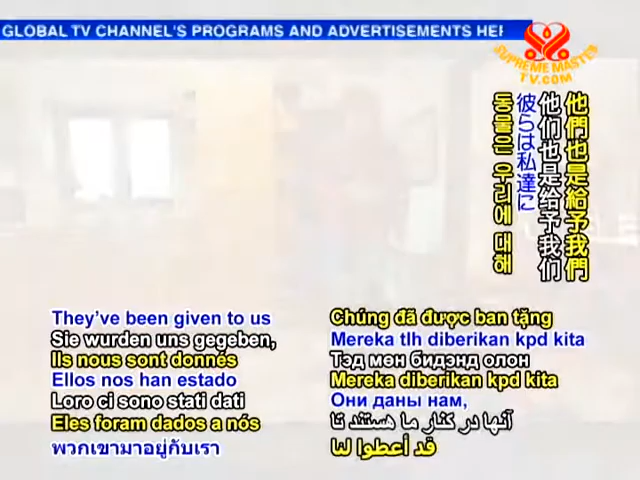 GLOBAL TV CHANNEL'S PROGRAMS AND ADVERTISEMENTS HER
SUPREME MASTER
TV.COM
他們也是給予我們
他们也是给予我们
彼らは私達に
동물은 우리에 대해
They've been given to us
Sie wurden uns gegeben,
Ils nous sont donnés
Ellos nos han estado
Loro ci sono stati dati
Eles foram dados a nós
พวกเขามาอยู่กับเรา
Chúng đã được ban tặng
Mereka tlh diberikan kpd kita
Тэд мөн бидэнд олон
Mereka diberikan kpd kita
Они даны нам,
آنها در کنار ما هستند تا
قد أعطوا لنا